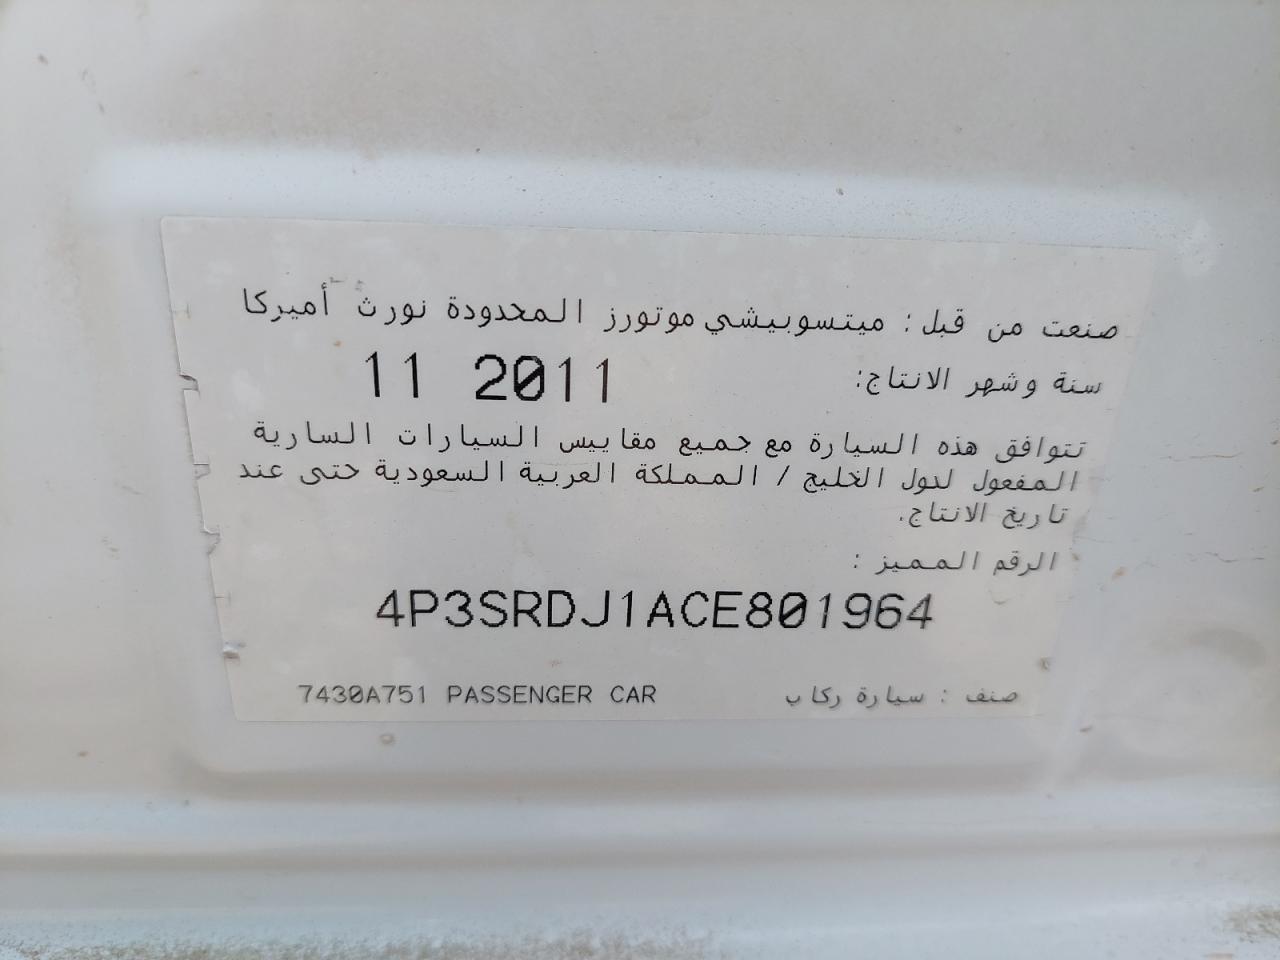 صنعت من قبل : ميتسوبيشي موتورز المحدودة نورث أميركا
سنة وشهر الانتاج: 2011 11
تتوافق هذه السيارة مع جميع مقاييس السيارات السارية
المفعول لدول الخليج / المملكة العربية السعودية حتى عند
تاريخ الانتاج.
الرقم المميز :
4P3SRDJ1ACE801964
صنف : سيارة ركاب 7430A751 PASSENGER CAR